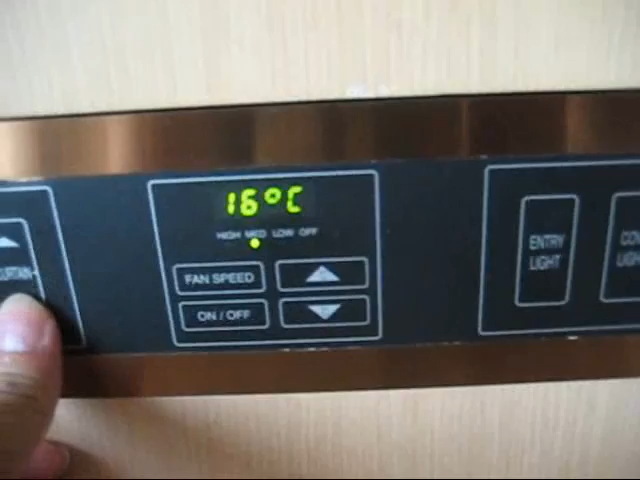 16°C
HIGH MED LOW OFF
FAN SPEED
ON / OFF
ENTRY
LIGHT